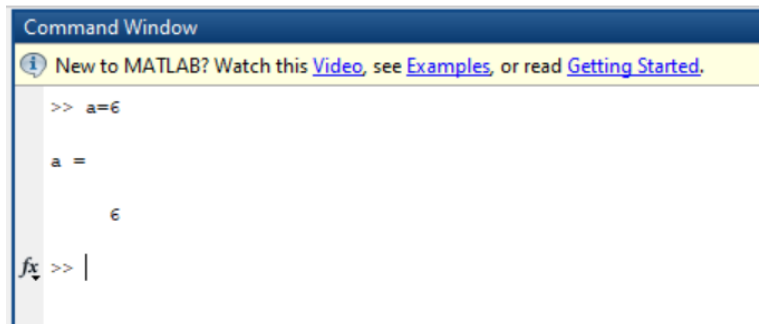 Command Window
New to MATLAB? Watch this Video, see Examples, or read Getting Started.
>> a=6
a =
6
fx >>